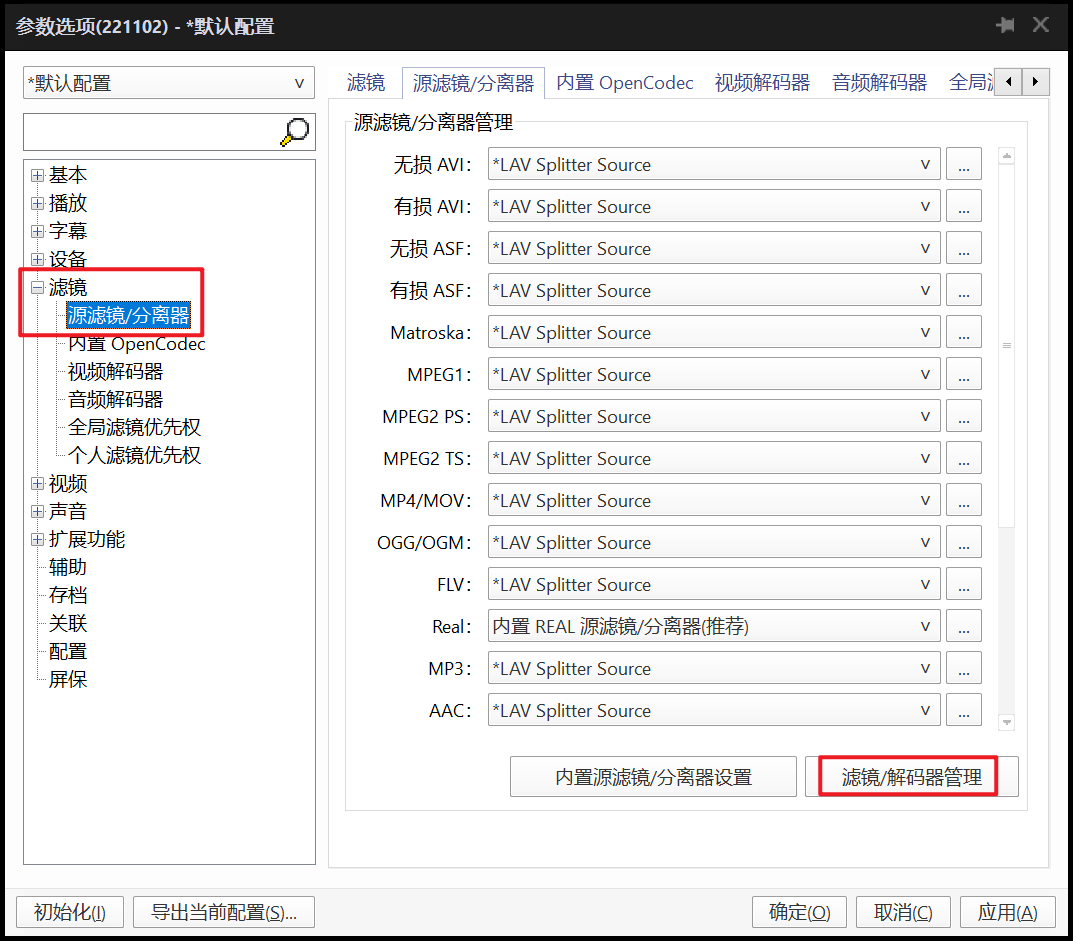 参数选项(221102) - *默认配置
*默认配置
基本
播放
字幕
设备
滤镜
源滤镜/分离器
内置 OpenCodec
视频解码器
音频解码器
全局滤镜优先权
个人滤镜优先权
视频
声音
扩展功能
辅助
存档
关联
配置
屏保
滤镜 源滤镜/分离器 内置 OpenCodec 视频解码器 音频解码器 全局
源滤镜/分离器管理
无损 AVI: *LAV Splitter Source ...
有损 AVI: *LAV Splitter Source ...
无损 ASF: *LAV Splitter Source ...
有损 ASF: *LAV Splitter Source ...
Matroska: *LAV Splitter Source ...
MPEG1: *LAV Splitter Source ...
MPEG2 PS: *LAV Splitter Source ...
MPEG2 TS: *LAV Splitter Source ...
MP4/MOV: *LAV Splitter Source ...
OGG/OGM: *LAV Splitter Source ...
FLV: *LAV Splitter Source ...
Real: 内置 REAL 源滤镜/分离器(推荐) ...
MP3: *LAV Splitter Source ...
AAC: *LAV Splitter Source ...
内置源滤镜/分离器设置 滤镜/解码器管理
初始化(I) 导出当前配置(S)... 确定(O) 取消(C) 应用(A)